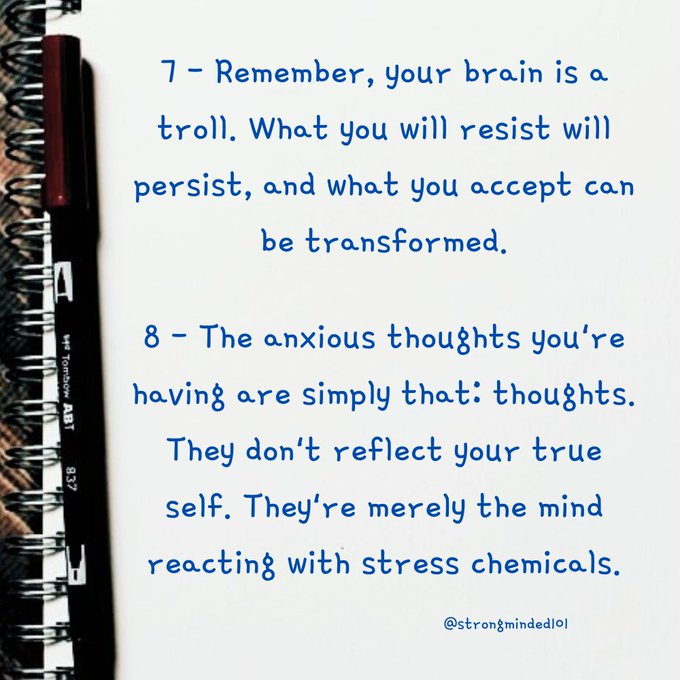 7 - Remember, your brain is a
troll. What you will resist will
persist, and what you accept can
be transformed.
8 - The anxious thoughts you're
having are simply that: thoughts.
They don't reflect your true
self. They're merely the mind
reacting with stress chemicals.
@strongminded101
Tombow ABT
837